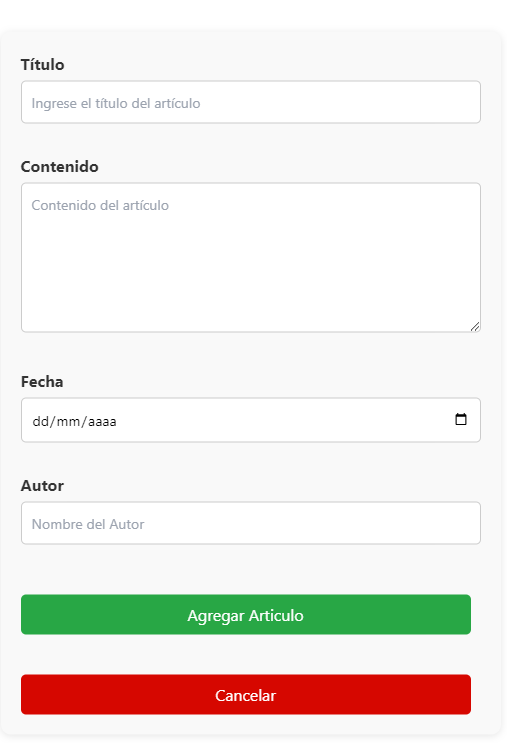 Título
Ingrese el título del artículo
Contenido
Contenido del artículo
Fecha
dd/mm/aaaa
Autor
Nombre del Autor
Agregar Articulo
Cancelar